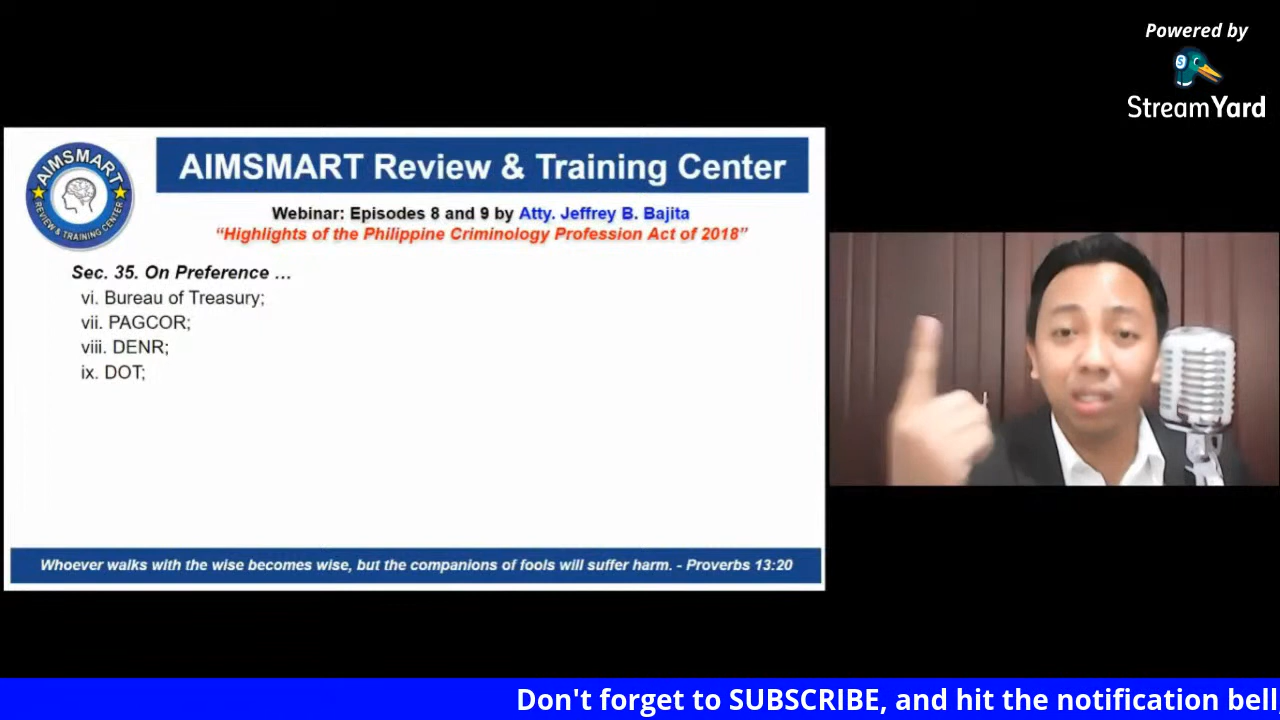 Powered by
StreamYard
AIMSMART
REVIEW & TRAINING CENTER
AIMSMART Review & Training Center
Webinar: Episodes 8 and 9 by Atty. Jeffrey B. Bajita
“Highlights of the Philippine Criminology Profession Act of 2018”
Sec. 35. On Preference …
vi. Bureau of Treasury;
vii. PAGCOR;
viii. DENR;
ix. DOT;
Whoever walks with the wise becomes wise, but the companions of fools will suffer harm. - Proverbs 13:20
Don't forget to SUBSCRIBE, and hit the notification bell